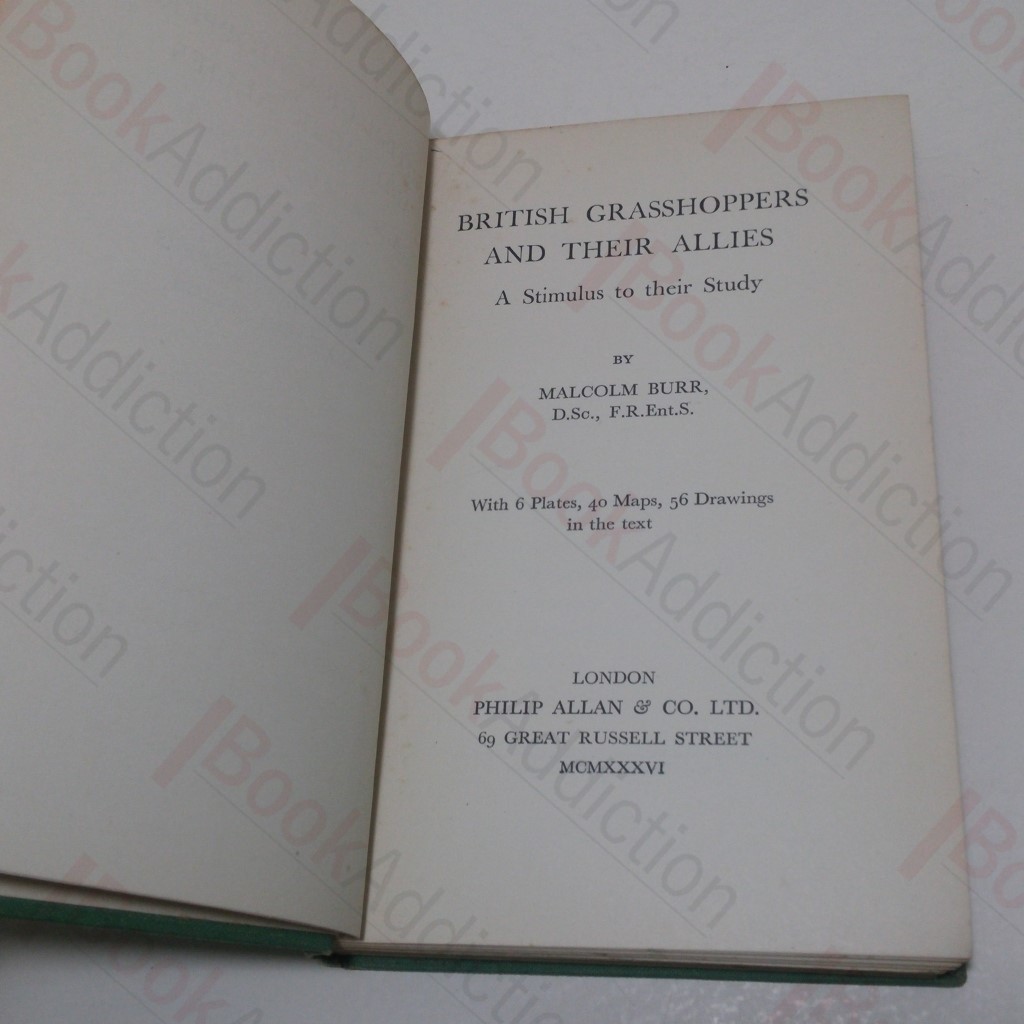 BRITISH GRASSHOPPERS
AND THEIR ALLIES
A Stimulus to their Study
BY
MALCOLM BURR,
D.Sc., F.R.Ent.S.
With 6 Plates, 40 Maps, 56 Drawings
in the text
LONDON
PHILIP ALLAN & CO. LTD.
69 GREAT RUSSELL STREET
MCMXXXVI
BookAddiction